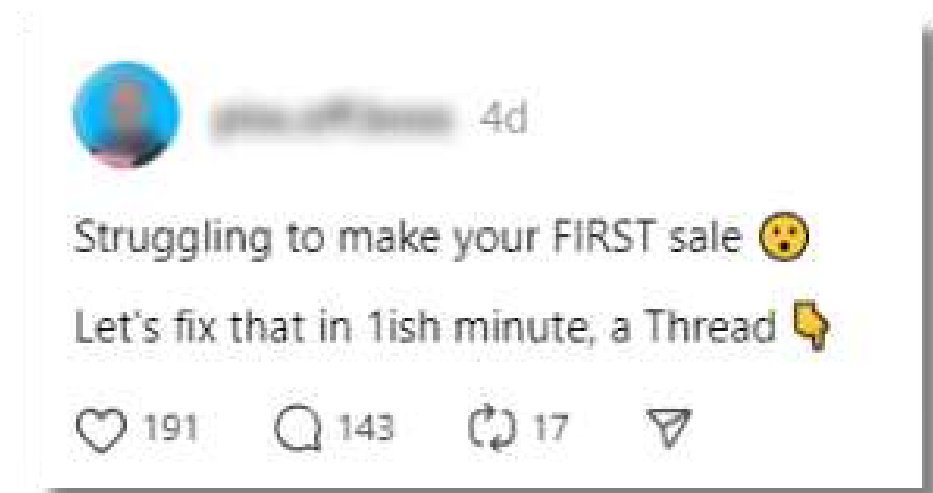 4d
Struggling to make your FIRST sale 😮
Let's fix that in 1ish minute, a Thread 👇
191 143 17